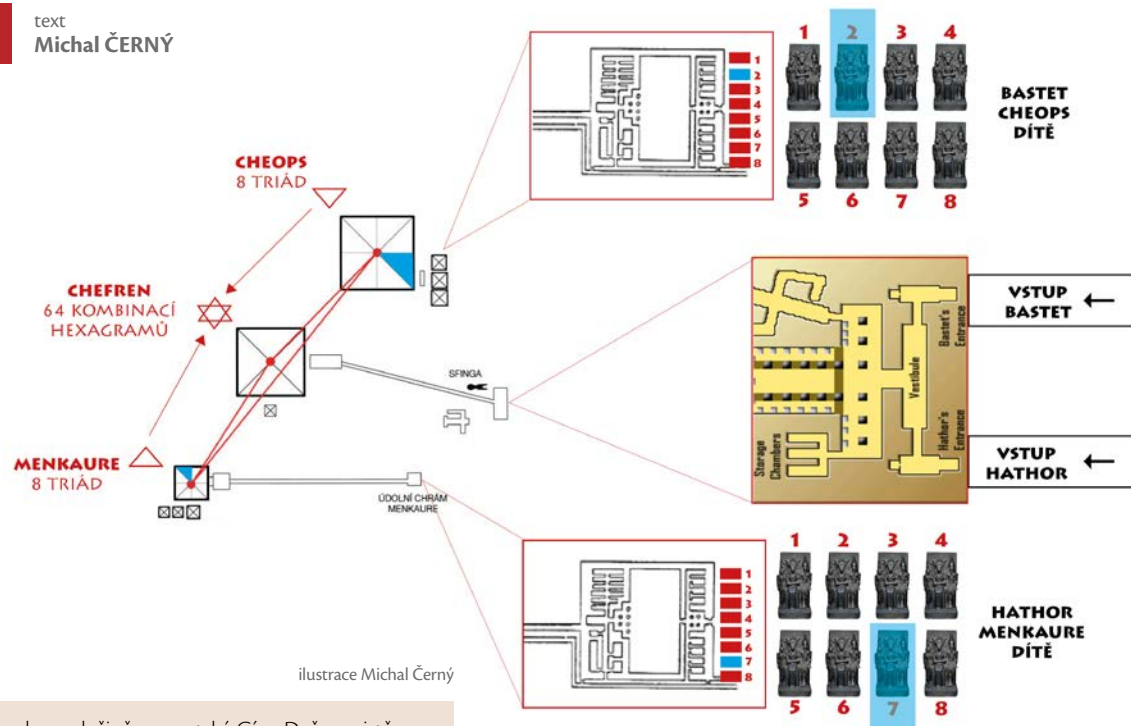 text
Michal ČERNÝ
CHEOPS
8 TRIÁD
CHEFREN
64 KOMBINACÍ
HEXAGRAMŮ
MENKAURE
8 TRIÁD
SFINGA
ÚDOLNÍ CHRÁM
MENKAURE
1
2
3
4
5
6
7
8
1 2 3 4
5 6 7 8
BASTET
CHEOPS
DÍTĚ
Bastet's
Entrance
Vestibule
Hathor's
Entrance
Storage
Chambers
VSTUP
BASTET
VSTUP
HATHOR
1
2
3
4
5
6
7
8
1 2 3 4
5 6 7 8
HATHOR
MENKAURE
DÍTĚ
ilustrace Michal Černý